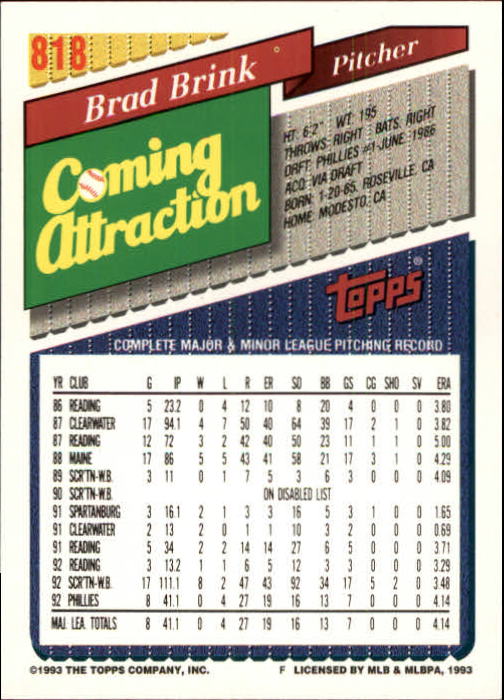 818
Brad Brink
Pitcher
Coming
Attraction
HT: 6'2" WT: 195
THROWS: RIGHT BATS: RIGHT
DRFT: PHILLIES #1-JUNE, 1986
ACQ: VIA DRAFT
BORN: 1-20-65, ROSEVILLE, CA
HOME: MODESTO, CA
TOPPS®
COMPLETE MAJOR & MINOR LEAGUE PITCHING RECORD
YR CLUB G IP W L R ER SO BB GS CG SHO SV ERA
86 READING 5 23.2 0 4 12 10 8 20 4 0 0 0 3.80
87 CLEARWATER 17 94.1 4 7 50 40 64 39 17 2 1 0 3.82
87 READING 12 72 3 2 42 40 50 23 11 1 1 0 5.00
88 MAINE 17 86 5 5 43 41 58 21 17 3 1 0 4.29
89 SCR'TN-W.B. 3 11 0 1 7 5 3 6 3 0 0 0 4.09
90 SCR'TN-W.B. ON DISABLED LIST
91 SPARTANBURG 3 16.1 2 1 3 3 16 5 3 1 0 0 1.65
91 CLEARWATER 2 13 2 0 1 1 10 3 2 0 0 0 0.69
91 READING 5 34 2 2 14 14 27 6 5 0 0 0 3.71
92 READING 3 13.2 1 1 6 5 12 3 3 0 0 0 3.29
92 SCR'TN-W.B. 17 111.1 8 2 47 43 92 34 17 5 2 0 3.48
92 PHILLIES 8 41.1 0 4 27 19 16 13 7 0 0 0 4.14
MAJ. LEA. TOTALS 8 41.1 0 4 27 19 16 13 7 0 0 0 4.14
©1993 THE TOPPS COMPANY, INC. F LICENSED BY MLB & MLBPA, 1993